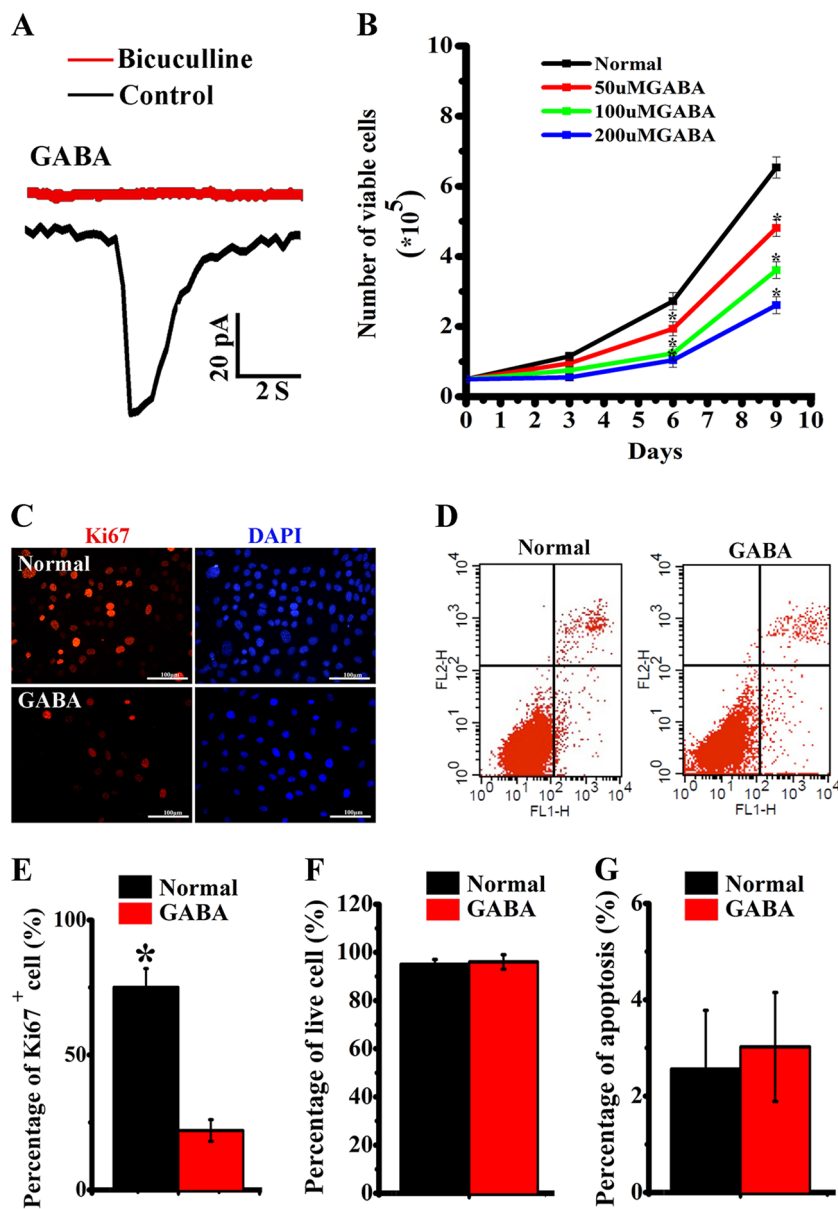 A
Bicuculline
Control
GABA
20 pA
2 S
B
Normal
50uMGABA
100uMGABA
200uMGABA
Number of viable cells
(*10⁵)
10
8
6
4
2
0
* * *
* * *
0 1 2 3 4 5 6 7 8 9 10
Days
C
Ki67 DAPI
Normal
100μm 100μm
GABA
100μm 100μm
D
Normal GABA
FL2-H
10⁴
10³
10²
10¹
10⁰
10⁰ 10¹ 10² 10³ 10⁴
FL1-H
FL2-H
10⁴
10³
10²
10¹
10⁰
10⁰ 10¹ 10² 10³ 10⁴
FL1-H
E
Normal
GABA
Percentage of Ki67⁺ cell (%)
100
50
0
*
F
Normal
GABA
Percentage of live cell (%)
120
100
80
60
40
20
0
G
Normal
GABA
Percentage of apoptosis (%)
6
4
2
0